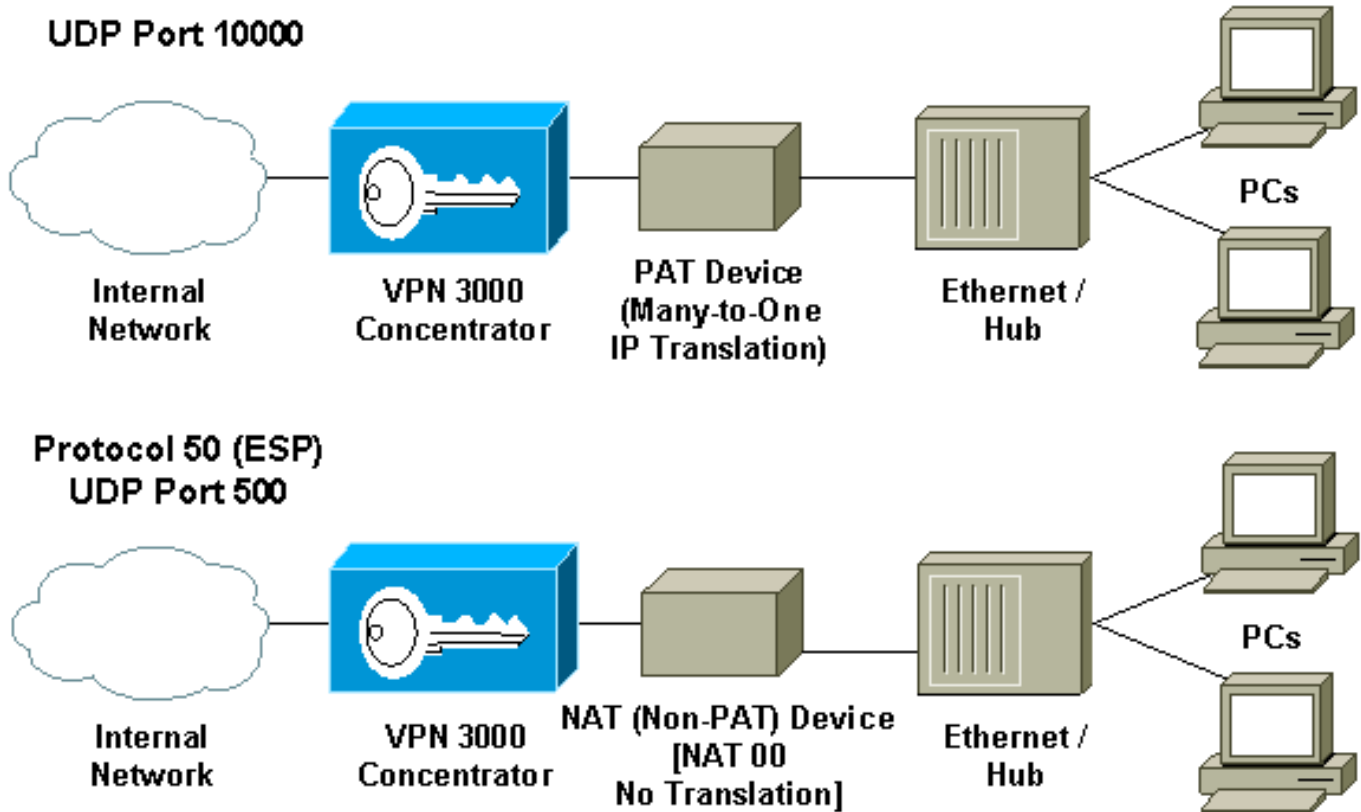 UDP Port 10000
Internal
Network
VPN 3000
Concentrator
PAT Device
(Many-to-One
IP Translation)
Ethernet /
Hub
PCs
Protocol 50 (ESP)
UDP Port 500
Internal
Network
VPN 3000
Concentrator
NAT (Non-PAT) Device
[NAT 00
No Translation]
Ethernet /
Hub
PCs